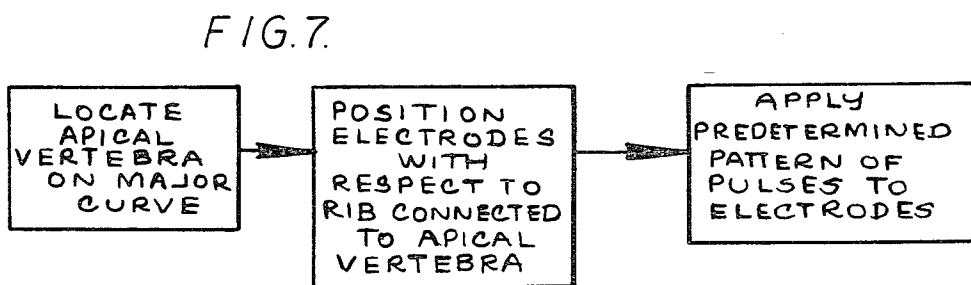 FIG.7.
LOCATE
APICAL
VERTEBRA
ON MAJOR
CURVE
POSITION
ELECTRODES
WITH
RESPECT TO
RIB CONNECTED
TO APICAL
VERTEBRA
APPLY
PREDETERMINED
PATTERN OF
PULSES TO
ELECTRODES